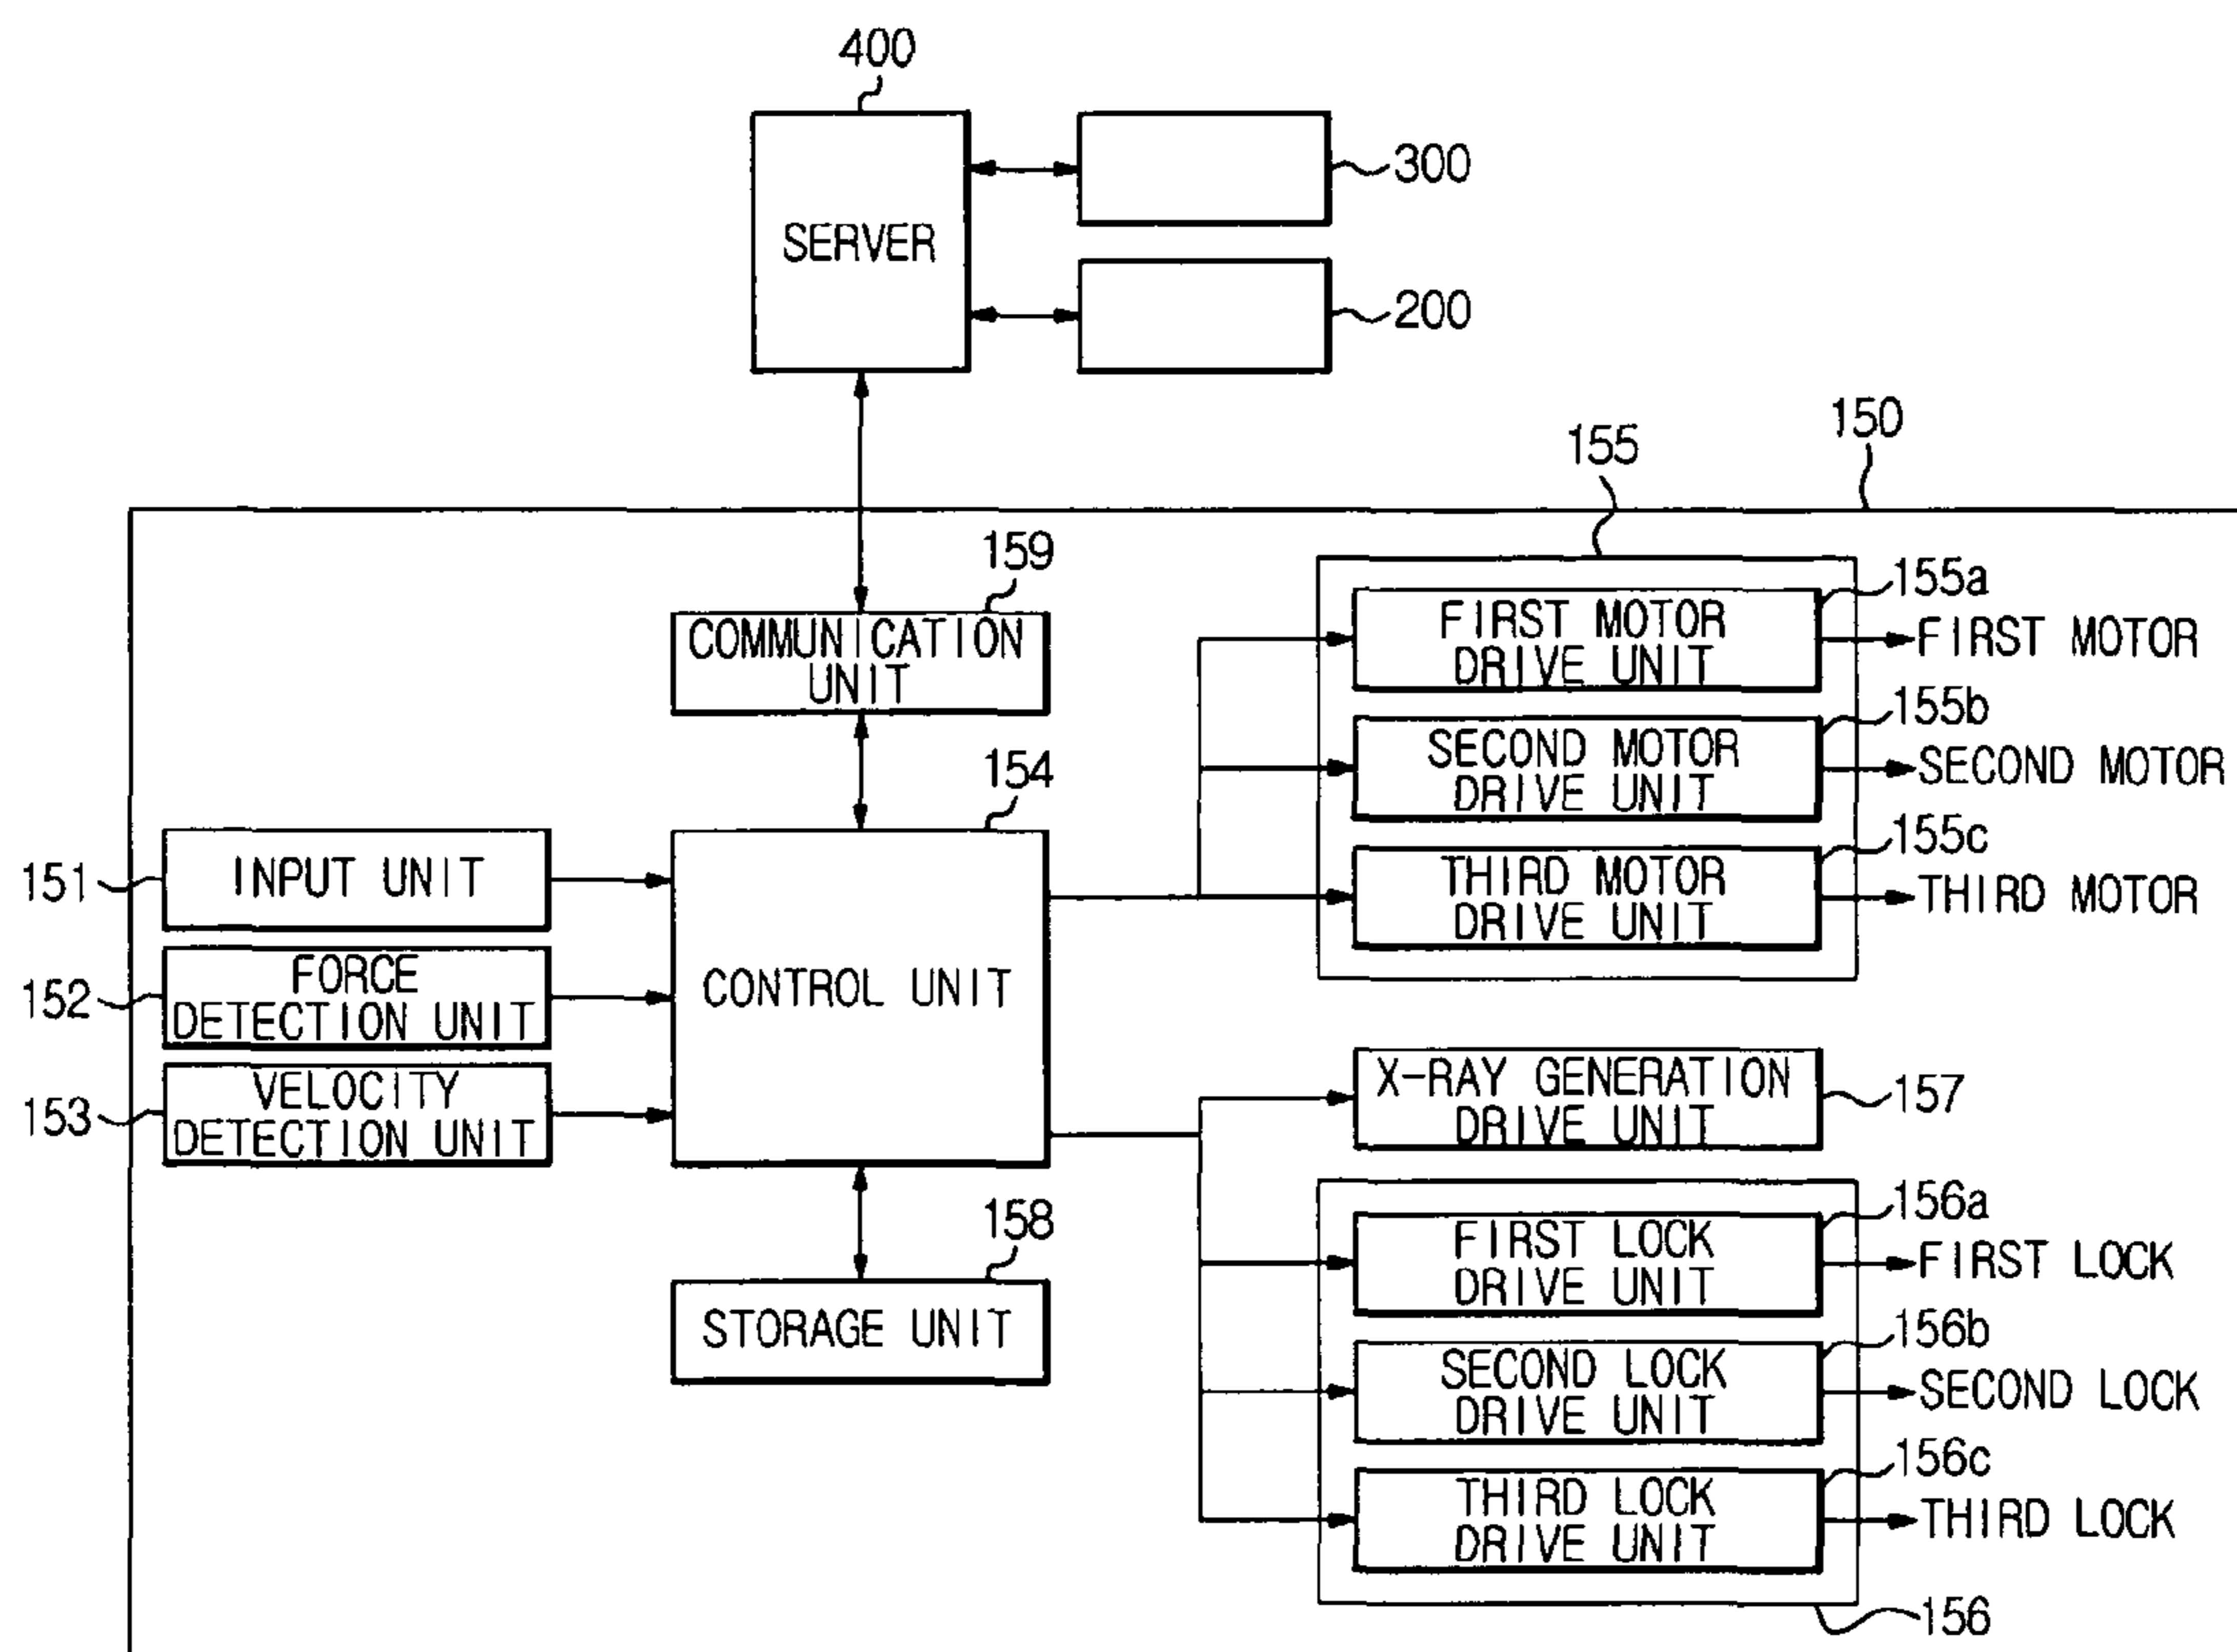 400
SERVER
300
200
150
155
159
COMMUNICATION
UNIT
155a
FIRST MOTOR
DRIVE UNIT
FIRST MOTOR
155b
SECOND MOTOR
DRIVE UNIT
SECOND MOTOR
155c
THIRD MOTOR
DRIVE UNIT
THIRD MOTOR
154
CONTROL UNIT
151
INPUT UNIT
152
FORCE
DETECTION UNIT
153
VELOCITY
DETECTION UNIT
X-RAY GENERATION
DRIVE UNIT
157
158
STORAGE UNIT
156a
FIRST LOCK
DRIVE UNIT
FIRST LOCK
156b
SECOND LOCK
DRIVE UNIT
SECOND LOCK
156c
THIRD LOCK
DRIVE UNIT
THIRD LOCK
156